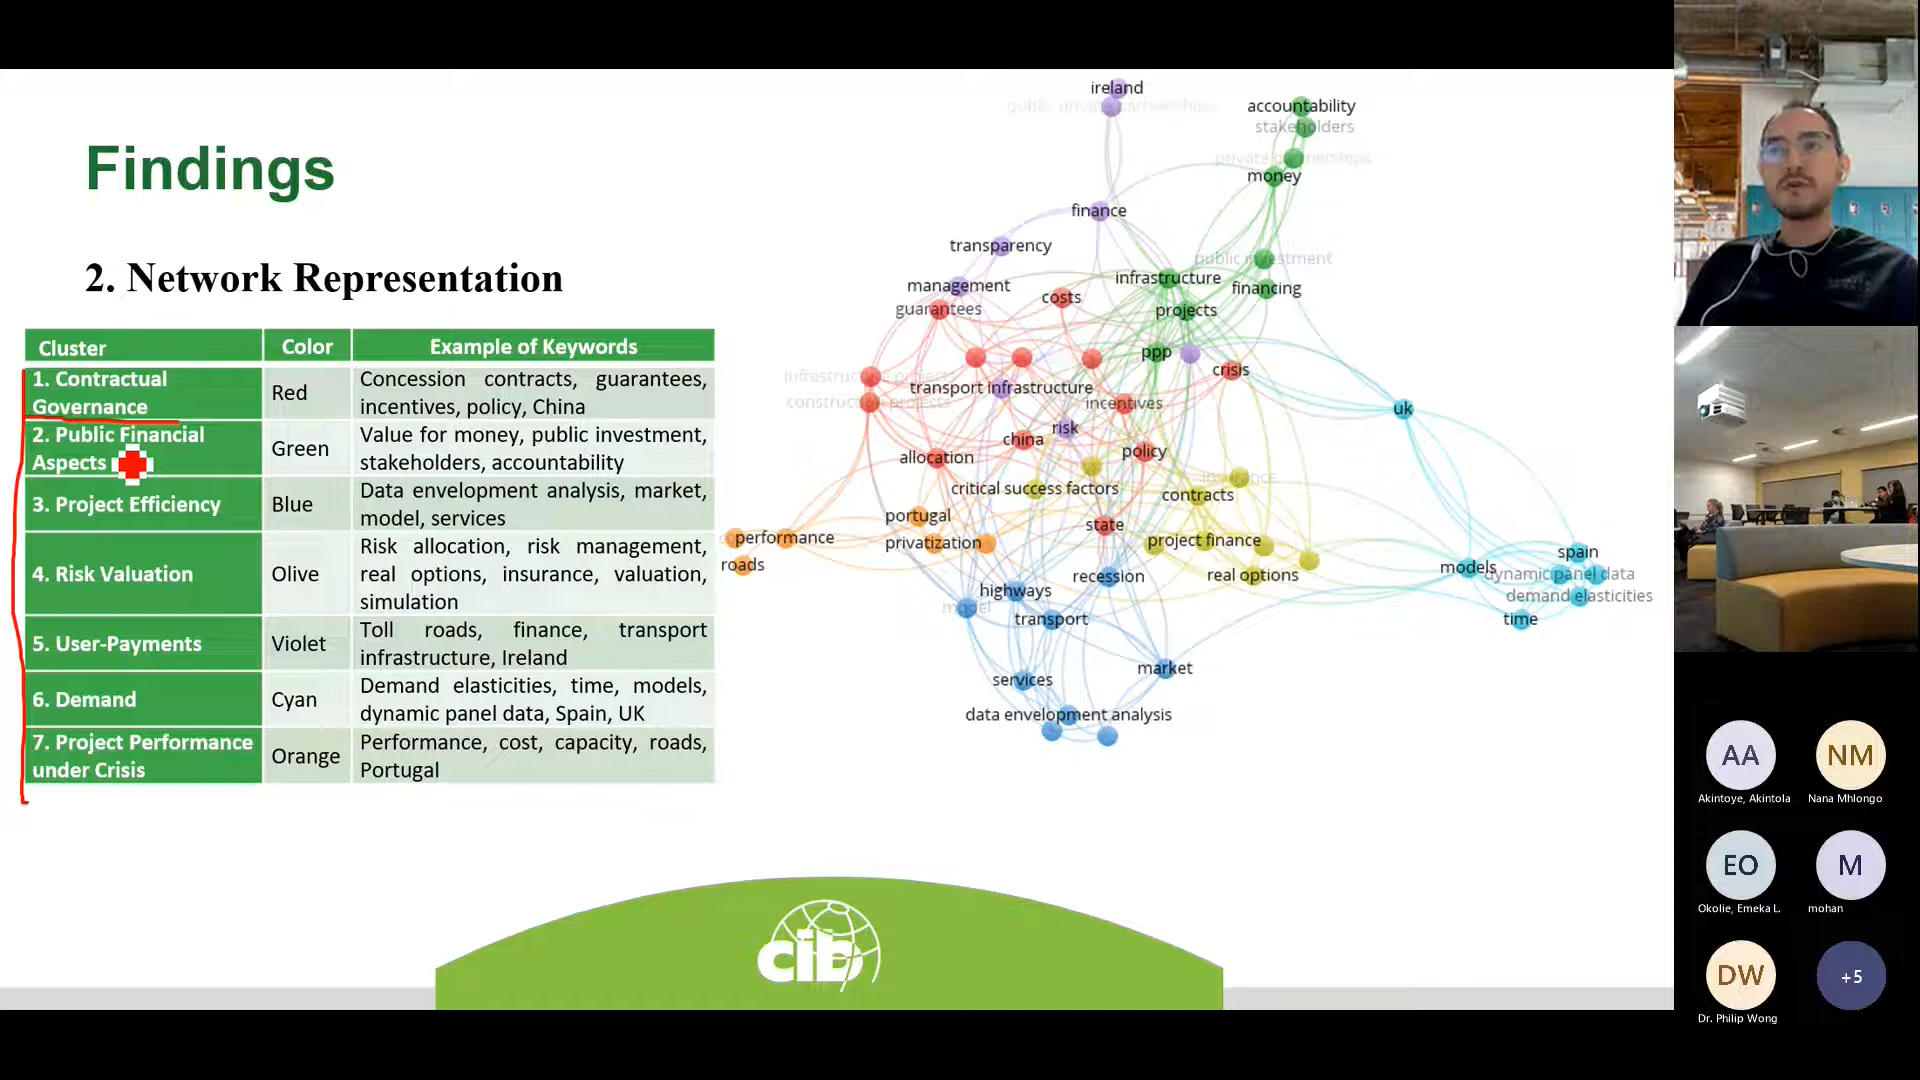 Findings
2. Network Representation
Cluster Color Example of Keywords
1. Contractual Governance Red Concession contracts, guarantees, incentives, policy, China
2. Public Financial Aspects Green Value for money, public investment, stakeholders, accountability
3. Project Efficiency Blue Data envelopment analysis, market, model, services
4. Risk Valuation Olive Risk allocation, risk management, real options, insurance, valuation, simulation
5. User-Payments Violet Toll roads, finance, transport infrastructure, Ireland
6. Demand Cyan Demand elasticities, time, models, dynamic panel data, Spain, UK
7. Project Performance under Crisis Orange Performance, cost, capacity, roads, Portugal
ireland
accountability
stakeholders
money
finance
transparency
public investment
management
infrastructure
financing
costs
guarantees
projects
ppp
crisis
transport infrastructure
incentives
uk
risk
china
policy
allocation
critical success factors
insurance
contracts
portugal
state
performance
privatization
project finance
roads
recession
real options
highways
model
transport
spain
models
dynamic panel data
demand elasticities
time
market
services
data envelopment analysis
cib
AA
Akintoye, Akintola
NM
Nana Mhlongo
EO
Okolie, Emeka L.
M
mohan
DW
Dr. Philip Wong
+5